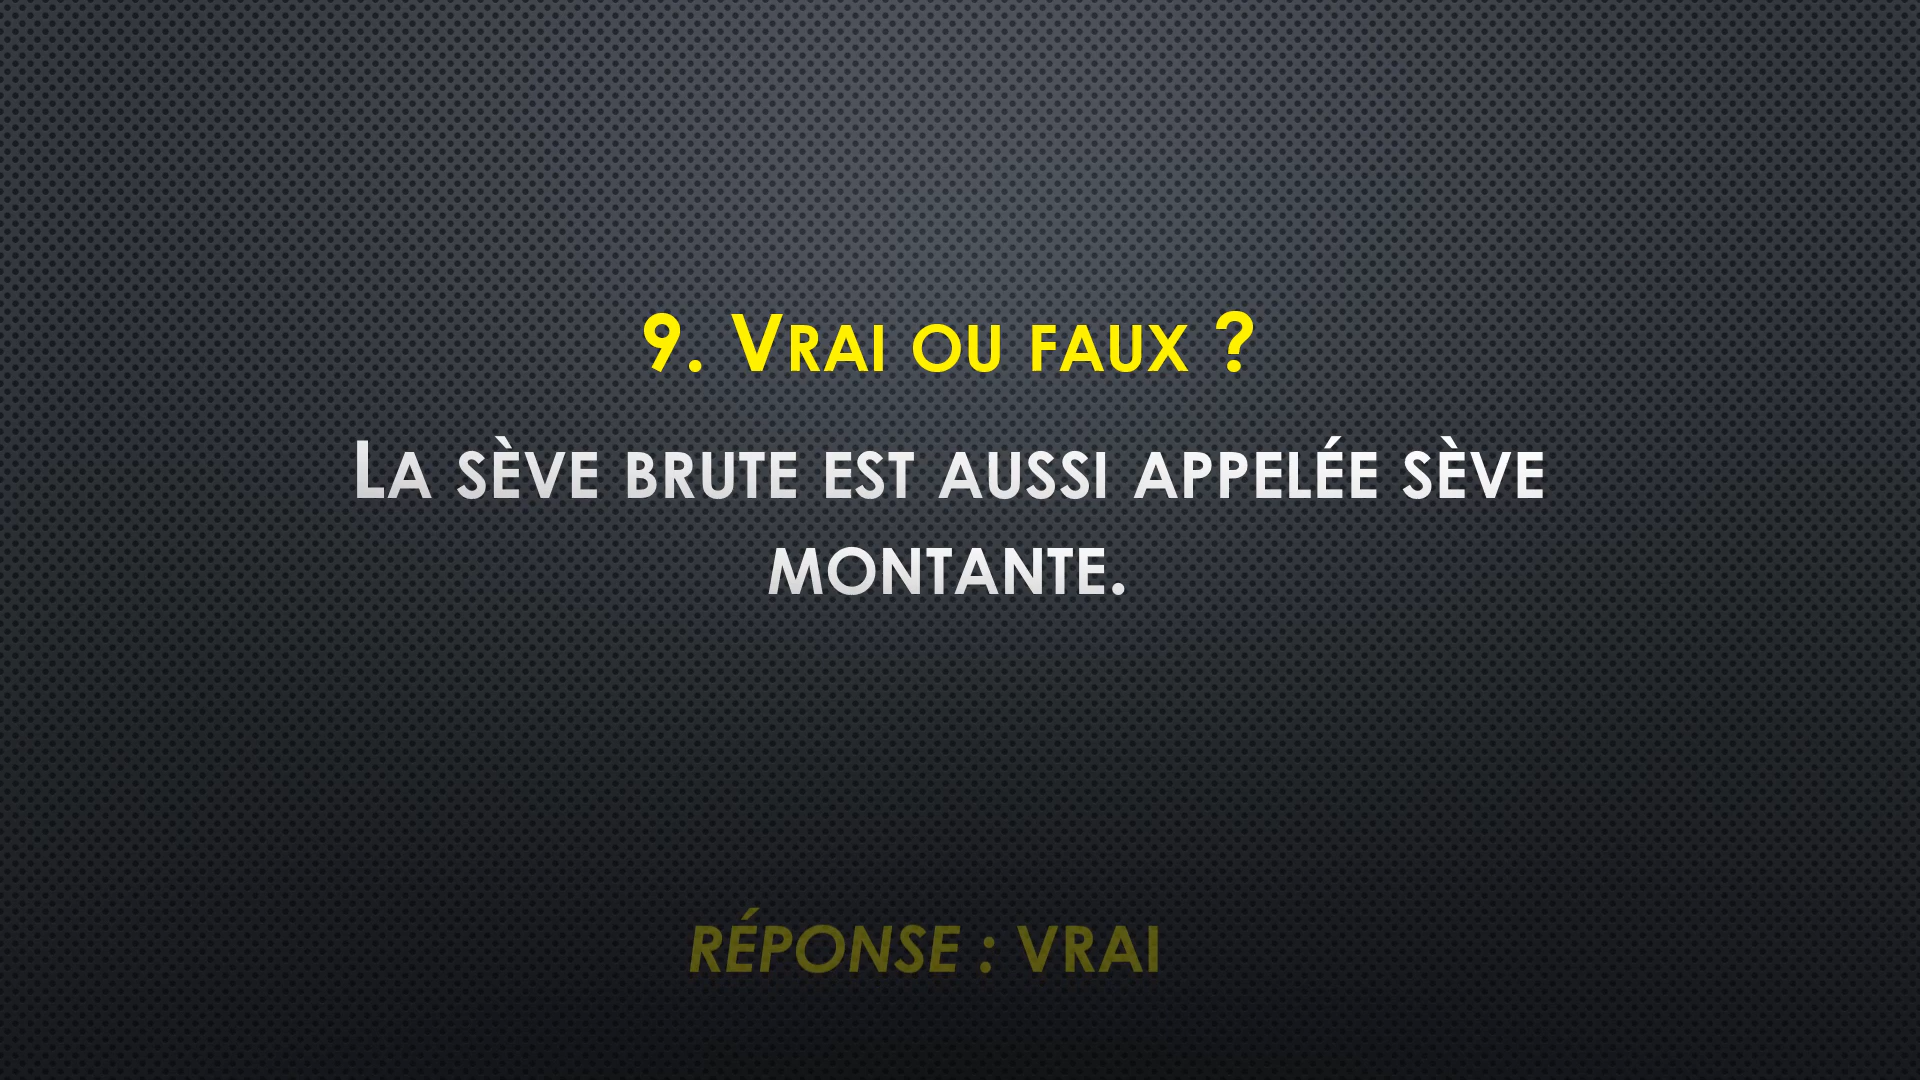 9. Vrai ou faux ?
La sève brute est aussi appelée sève
montante.
RÉPONSE : VRAI